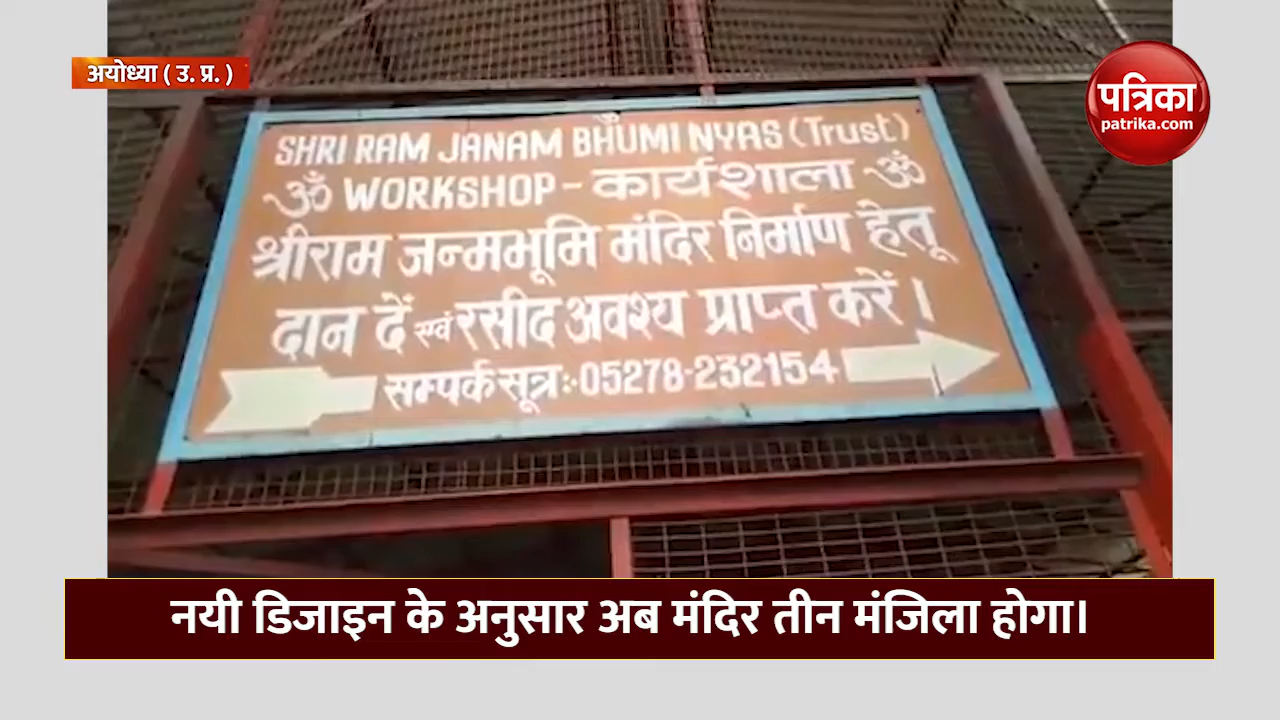 अयोध्या ( उ. प्र. )
पत्रिका
patrika.com
SHRI RAM JANAM BHUMI NYAS (Trust)
ॐ WORKSHOP - कार्यशाला ॐ
श्रीराम जन्मभूमि मंदिर निर्माण हेतू
दान दें एवं रसीद अवश्य प्राप्त करें ।
सम्पर्क सूत्र :- 05278-232154
नयी डिजाइन के अनुसार अब मंदिर तीन मंजिला होगा।